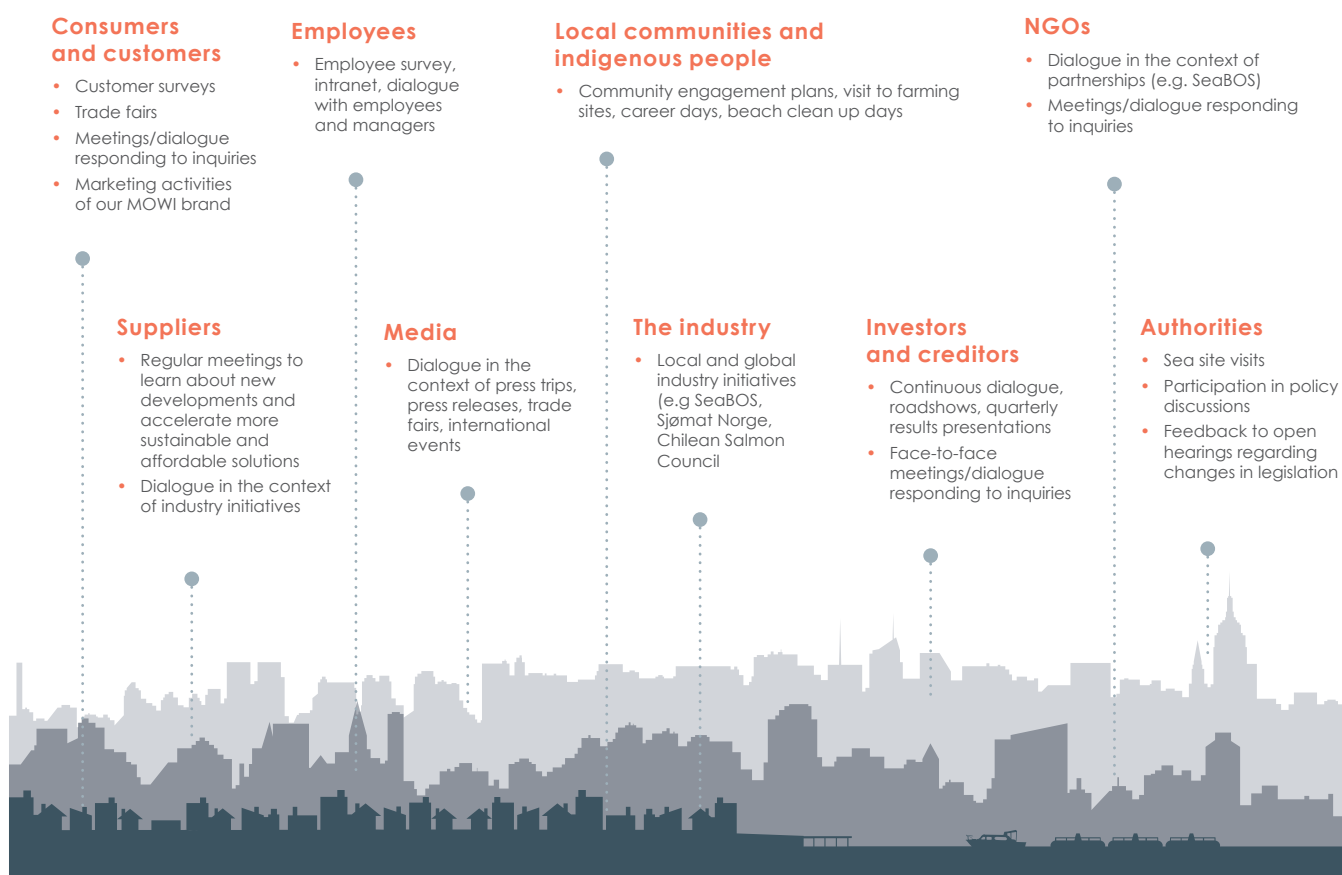 Consumers
and customers
• Customer surveys
• Trade fairs
• Meetings/dialogue
responding to inquiries
• Marketing activities
of our MOWI brand
Employees
• Employee survey,
intranet, dialogue
with employees
and managers
Local communities and
indigenous people
• Community engagement plans, visit to farming
sites, career days, beach clean up days
NGOs
• Dialogue in the context of
partnerships (e.g. SeaBOS)
• Meetings/dialogue responding
to inquiries
Suppliers
• Regular meetings to
learn about new
developments and
accelerate more
sustainable and
affordable solutions
• Dialogue in the context
of industry initiatives
Media
• Dialogue in the
context of press trips,
press releases, trade
fairs, international
events
The industry
• Local and global
industry initiatives
(e.g SeaBOS,
Sjømat Norge,
Chilean Salmon
Council
Investors
and creditors
• Continuous dialogue,
roadshows, quarterly
results presentations
• Face-to-face
meetings/dialogue
responding to inquiries
Authorities
• Sea site visits
• Participation in policy
discussions
• Feedback to open
hearings regarding
changes in legislation